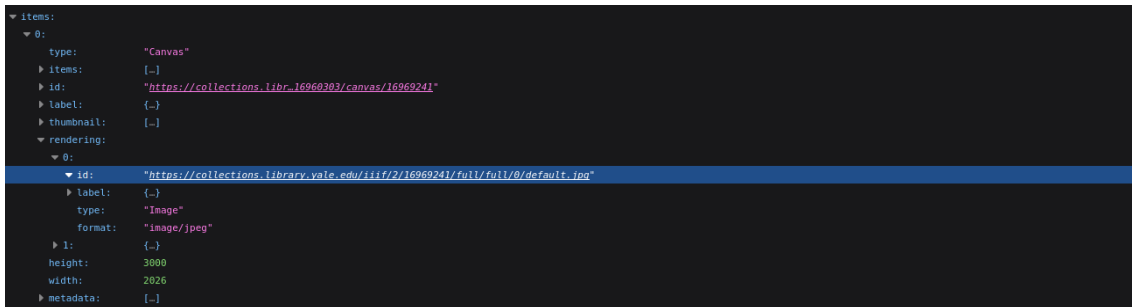 items:
0:
type: "Canvas"
items: […]
id: "https://collections.libr…16960303/canvas/16969241"
label: {…}
thumbnail: […]
rendering:
0:
id: "https://collections.library.yale.edu/iiif/2/16969241/full/full/0/default.jpg"
label: {…}
type: "Image"
format: "image/jpeg"
1: {…}
height: 3000
width: 2026
metadata: […]